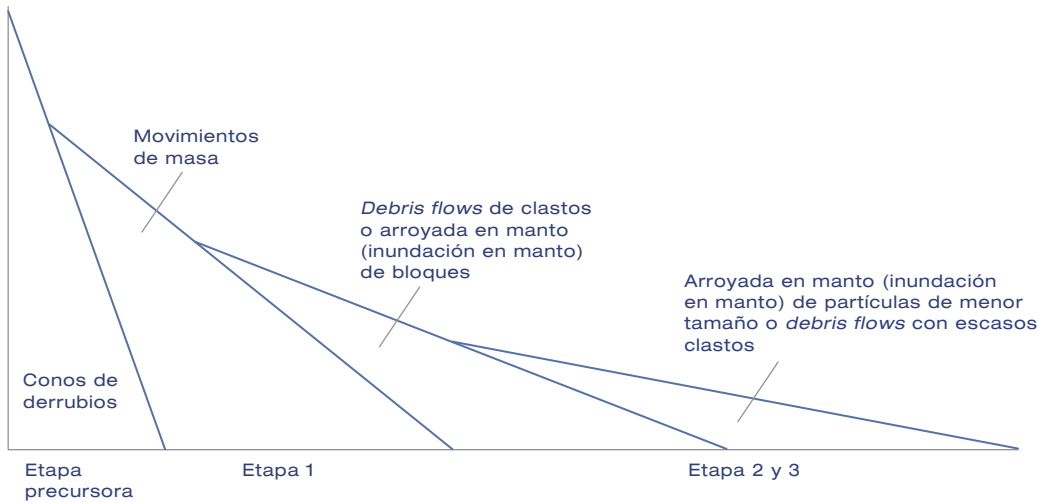 Movimientos
de masa
Debris flows de clastos
o arroyada en manto
(inundación en manto)
de bloques
Arroyada en manto (inundación
en manto) de partículas de menor
tamaño o debris flows con escasos
clastos
Conos de
derrubios
Etapa
precursora
Etapa 1
Etapa 2 y 3